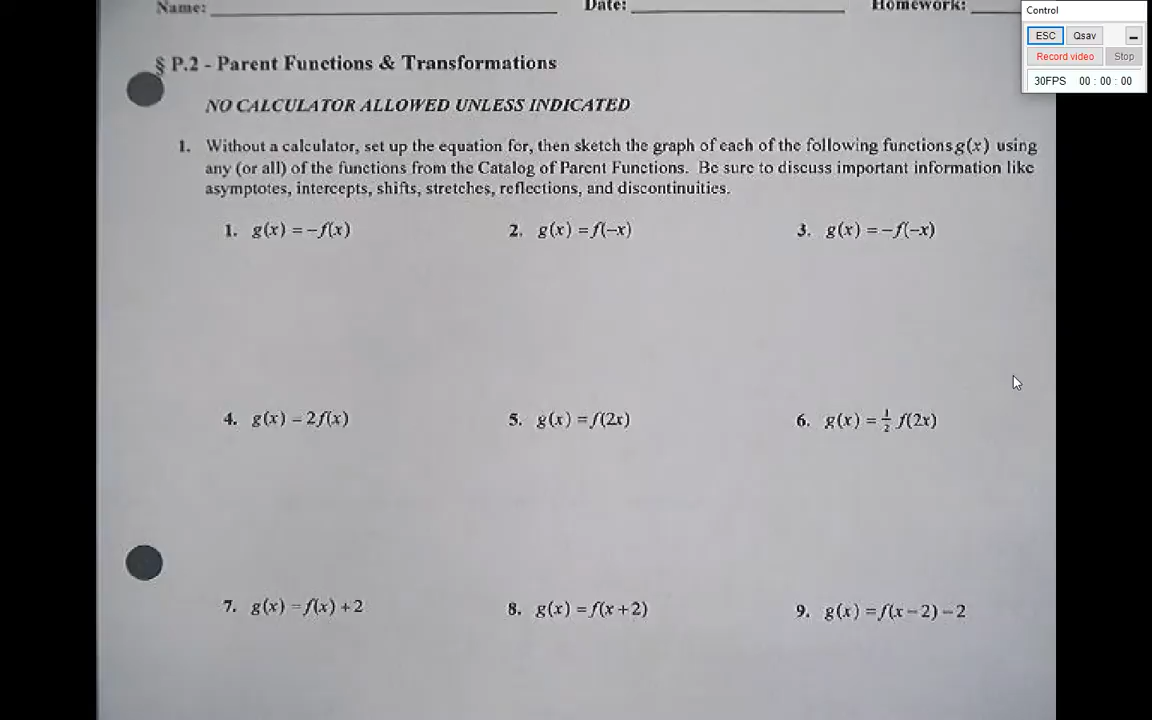 Name: Date: Homework:
Control
ESC Qsav
Record video Stop
30FPS 00 : 00 : 00
§ P.2 - Parent Functions & Transformations
NO CALCULATOR ALLOWED UNLESS INDICATED
1. Without a calculator, set up the equation for, then sketch the graph of each of the following functions g(x) using
any (or all) of the functions from the Catalog of Parent Functions. Be sure to discuss important information like
asymptotes, intercepts, shifts, stretches, reflections, and discontinuities.
1. g(x) = −f(x) 2. g(x) = f(−x) 3. g(x) = −f(−x)
4. g(x) = 2f(x) 5. g(x) = f(2x) 6. g(x) = 1/2 f(2x)
7. g(x) = f(x) + 2 8. g(x) = f(x + 2) 9. g(x) = f(x − 2) − 2